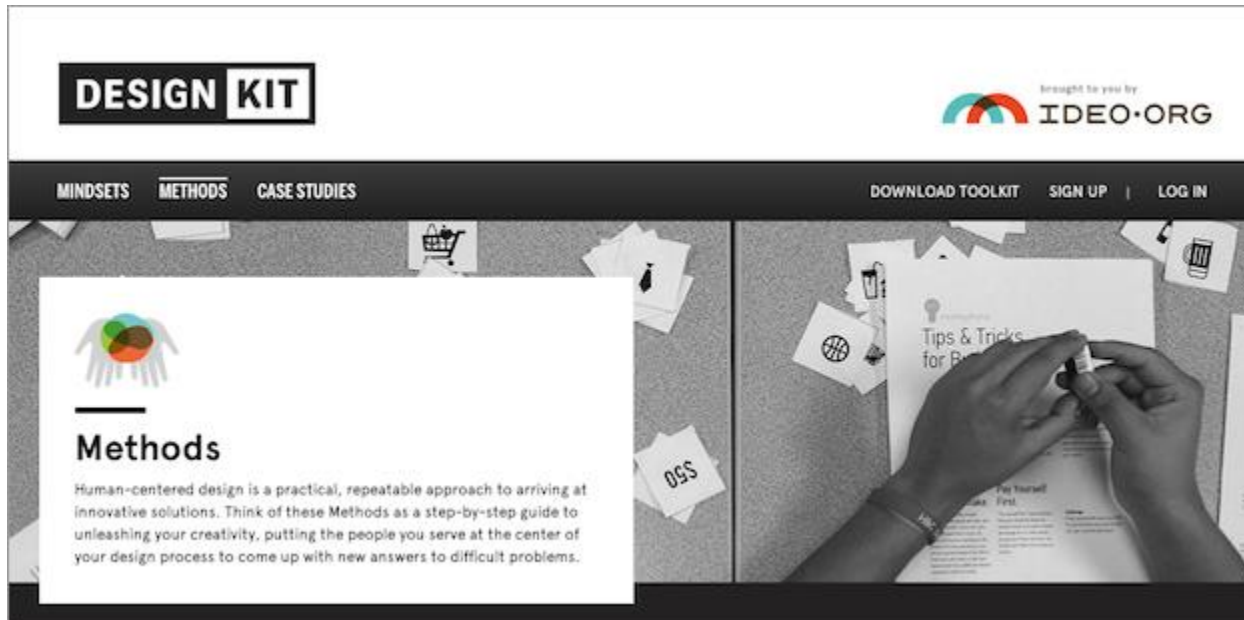 DESIGN KIT
brought to you by
IDEO•ORG
MINDSETS METHODS CASE STUDIES
DOWNLOAD TOOLKIT SIGN UP | LOG IN
Tips & Tricks
for
$50
Pay Yourself
First
Methods
Human-centered design is a practical, repeatable approach to arriving at
innovative solutions. Think of these Methods as a step-by-step guide to
unleashing your creativity, putting the people you serve at the center of
your design process to come up with new answers to difficult problems.